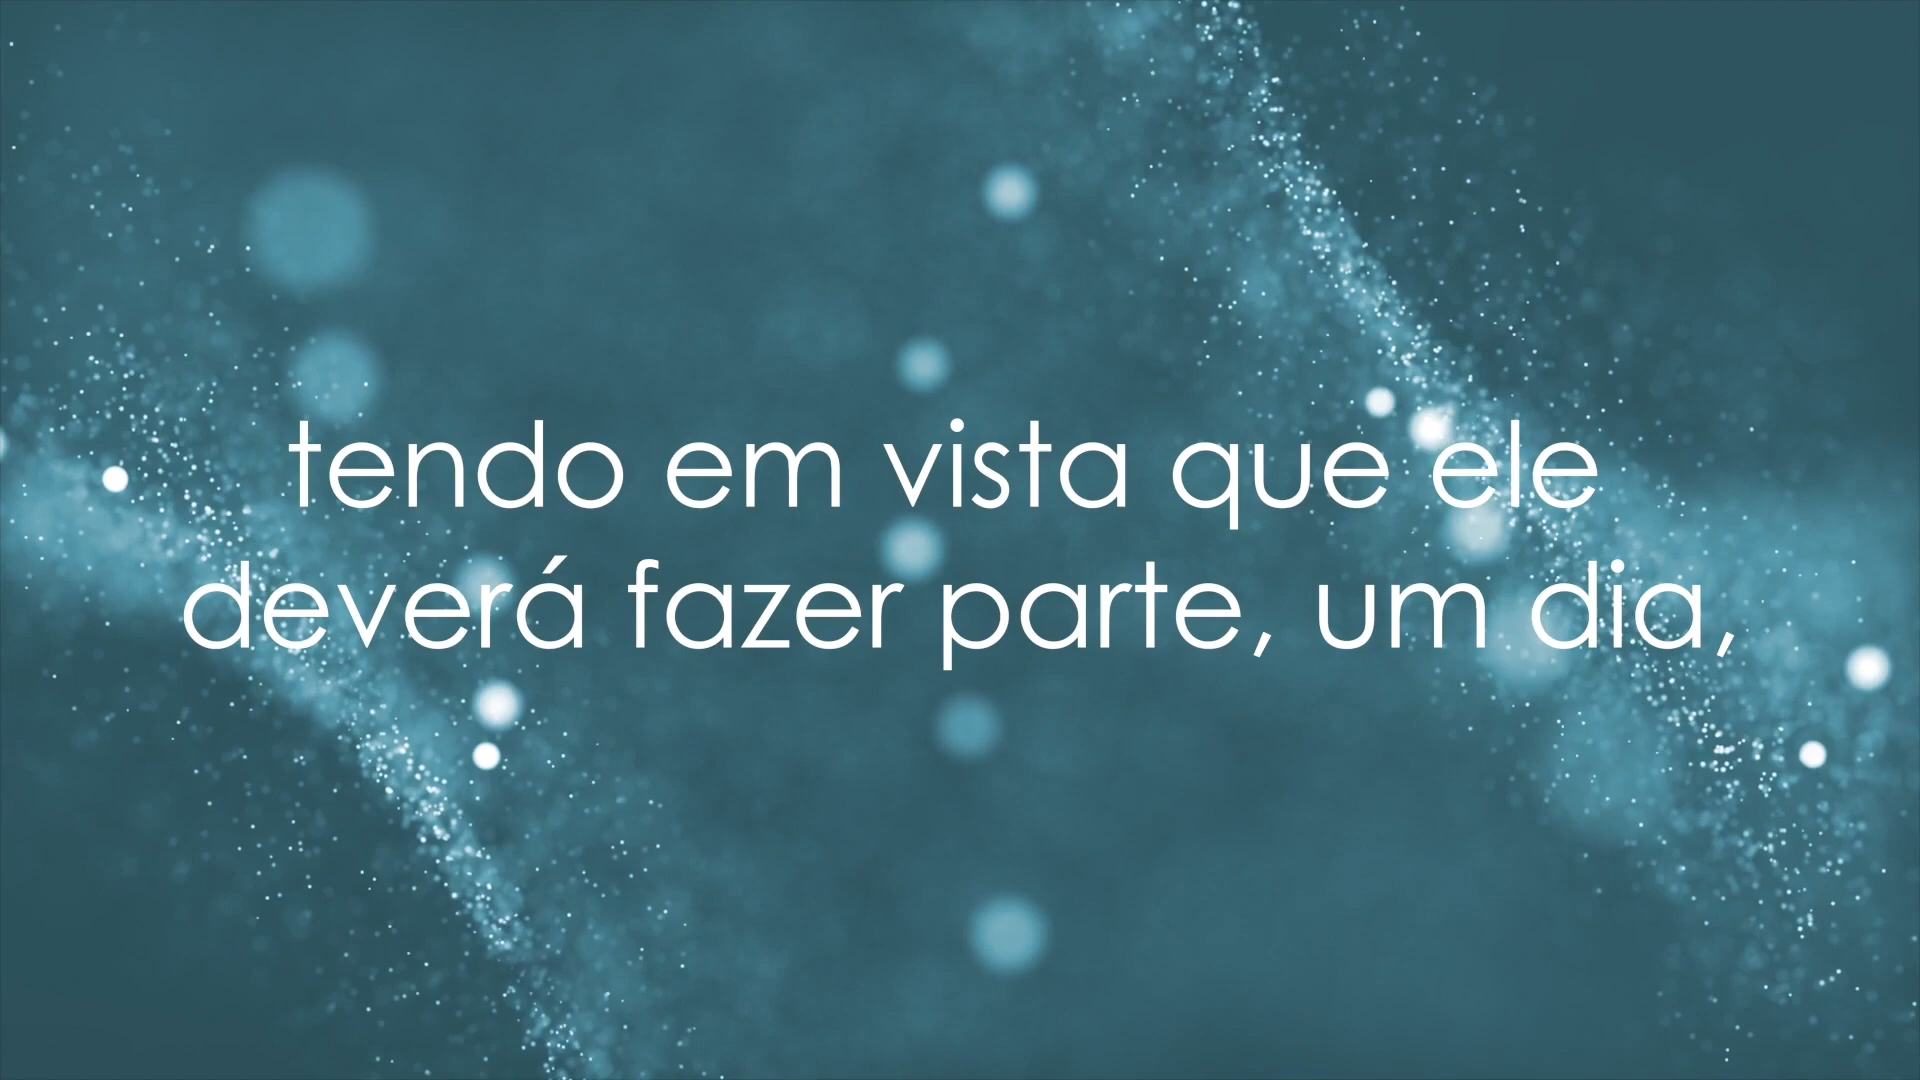 tendo em vista que ele
deverá fazer parte, um dia,